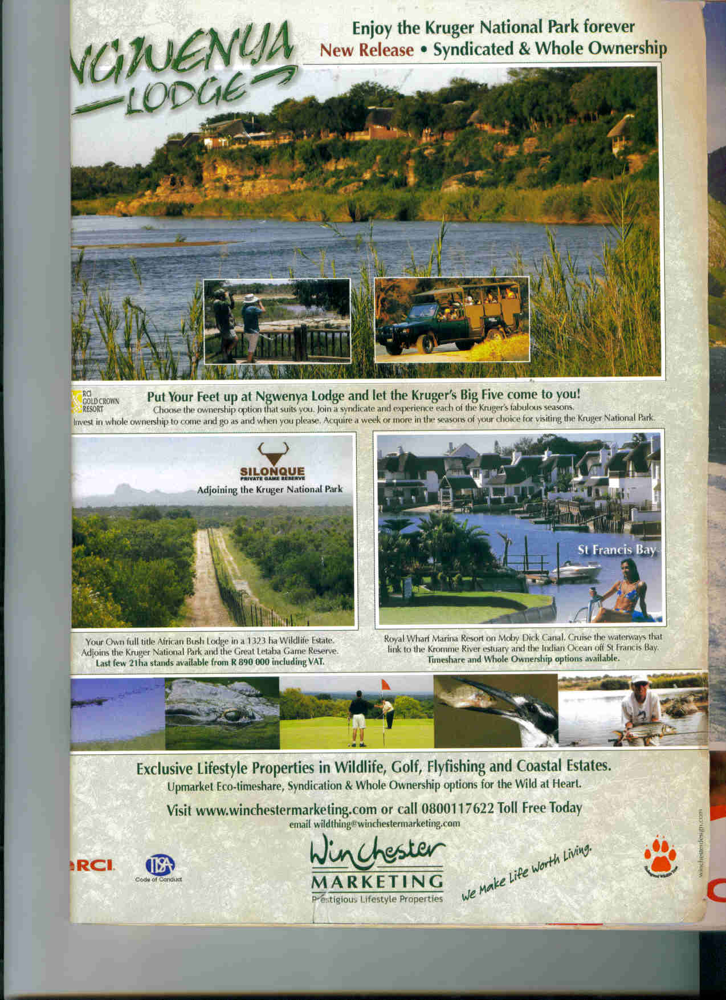 NGWENYA
LODGE
Enjoy the Kruger National Park forever
New Release • Syndicated & Whole Ownership
RCI
GOLD CROWN
RESORT
Put Your Feet up at Ngwenya Lodge and let the Kruger's Big Five come to you!
Choose the ownership option that suits you. Join a syndicate and experience each of the Kruger's fabulous seasons.
Invest in whole ownership to come and go as and when you please. Acquire a week or more in the seasons of your choice for visiting the Kruger National Park.
SILONQUE
PRIVATE GAME RESERVE
Adjoining the Kruger National Park
St Francis Bay
Your Own full title African Bush Lodge in a 1323 ha Wildlife Estate.
Adjoins the Kruger National Park and the Great Letaba Game Reserve.
Last few 21ha stands available from R 890 000 including VAT.
Royal Wharf Marina Resort on Moby Dick Canal. Cruise the waterways that
link to the Kromme River estuary and the Indian Ocean off St Francis Bay.
Timeshare and Whole Ownership options available.
Exclusive Lifestyle Properties in Wildlife, Golf, Flyfishing and Coastal Estates.
Upmarket Eco-timeshare, Syndication & Whole Ownership options for the Wild at Heart.
Visit www.winchestermarketing.com or call 0800117622 Toll Free Today
email wildthing@winchestermarketing.com
RCI
TISA
Code of Conduct
Winchester
MARKETING
Prestigious Lifestyle Properties
We Make Life Worth Living.
winchesterdesign.com